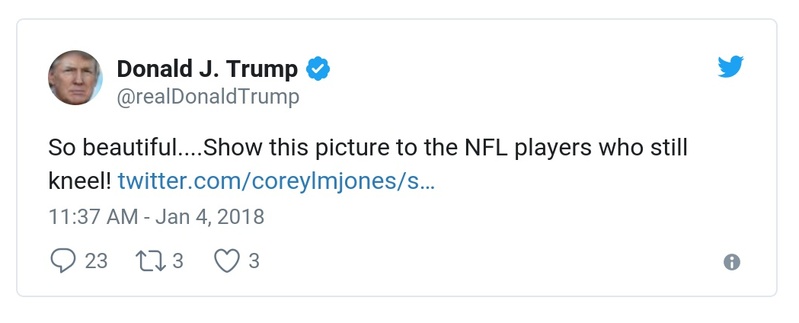 Donald J. Trump
@realDonaldTrump
So beautiful....Show this picture to the NFL players who still
kneel! twitter.com/coreylmjones/s…
11:37 AM - Jan 4, 2018
23 3 3